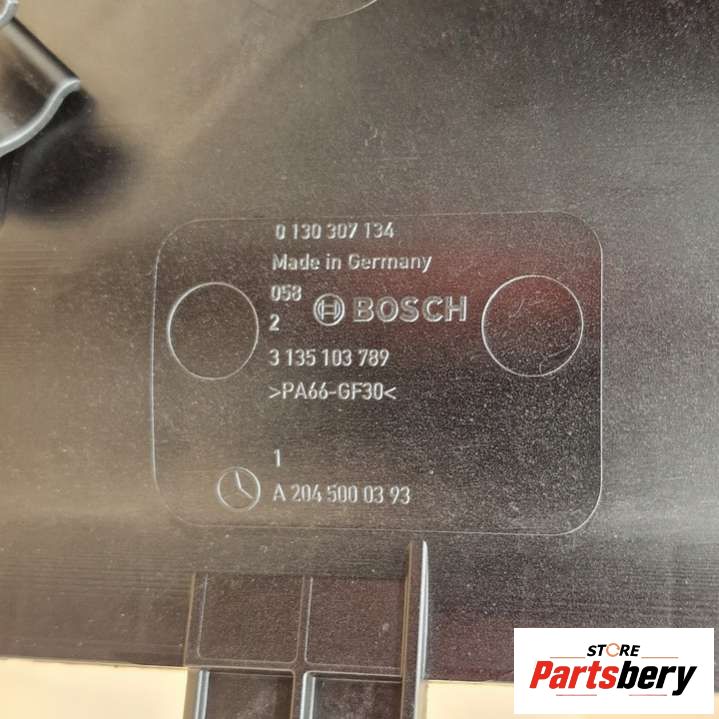 0 130 307 134
Made in Germany
058
BOSCH
2
3 135 103 789
>PA66-GF30<
1
A 204 500 03 93
STORE
Partsbery